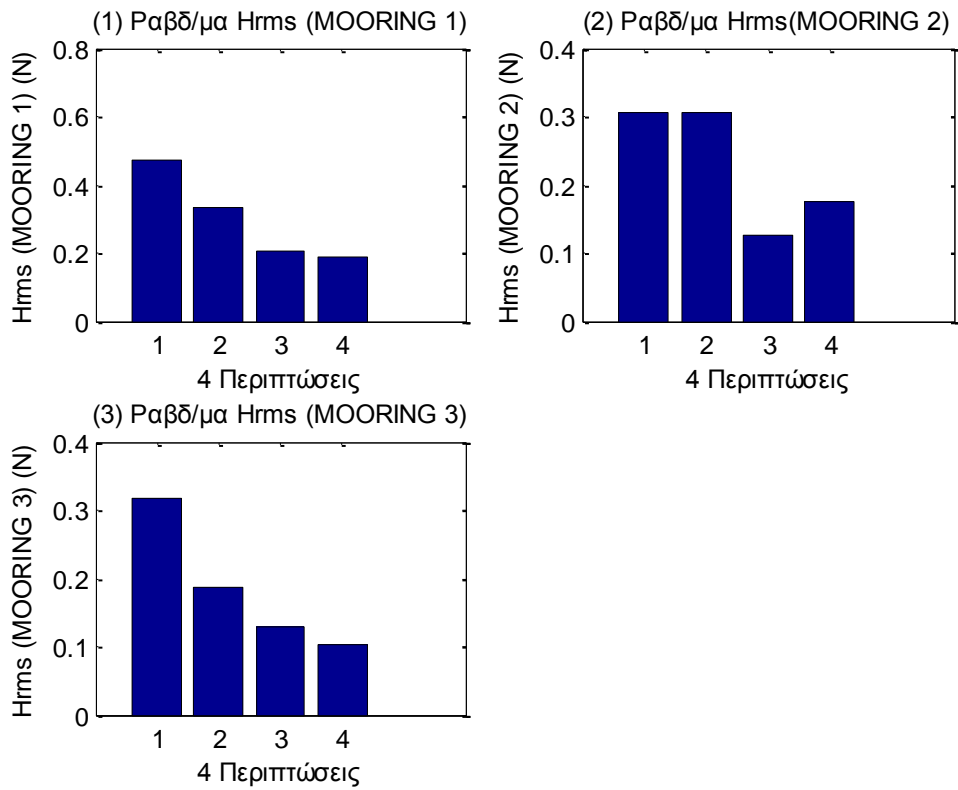 (1) Ραβδ/μα Hrms (MOORING 1)
Hrms (MOORING 1) (N)
0.8
0.6
0.4
0.2
0
1 2 3 4
4 Περιπτώσεις
(2) Ραβδ/μα Hrms(MOORING 2)
Hrms (MOORING 2) (N)
0.4
0.3
0.2
0.1
0
1 2 3 4
4 Περιπτώσεις
(3) Ραβδ/μα Hrms (MOORING 3)
Hrms (MOORING 3) (N)
0.4
0.3
0.2
0.1
0
1 2 3 4
4 Περιπτώσεις